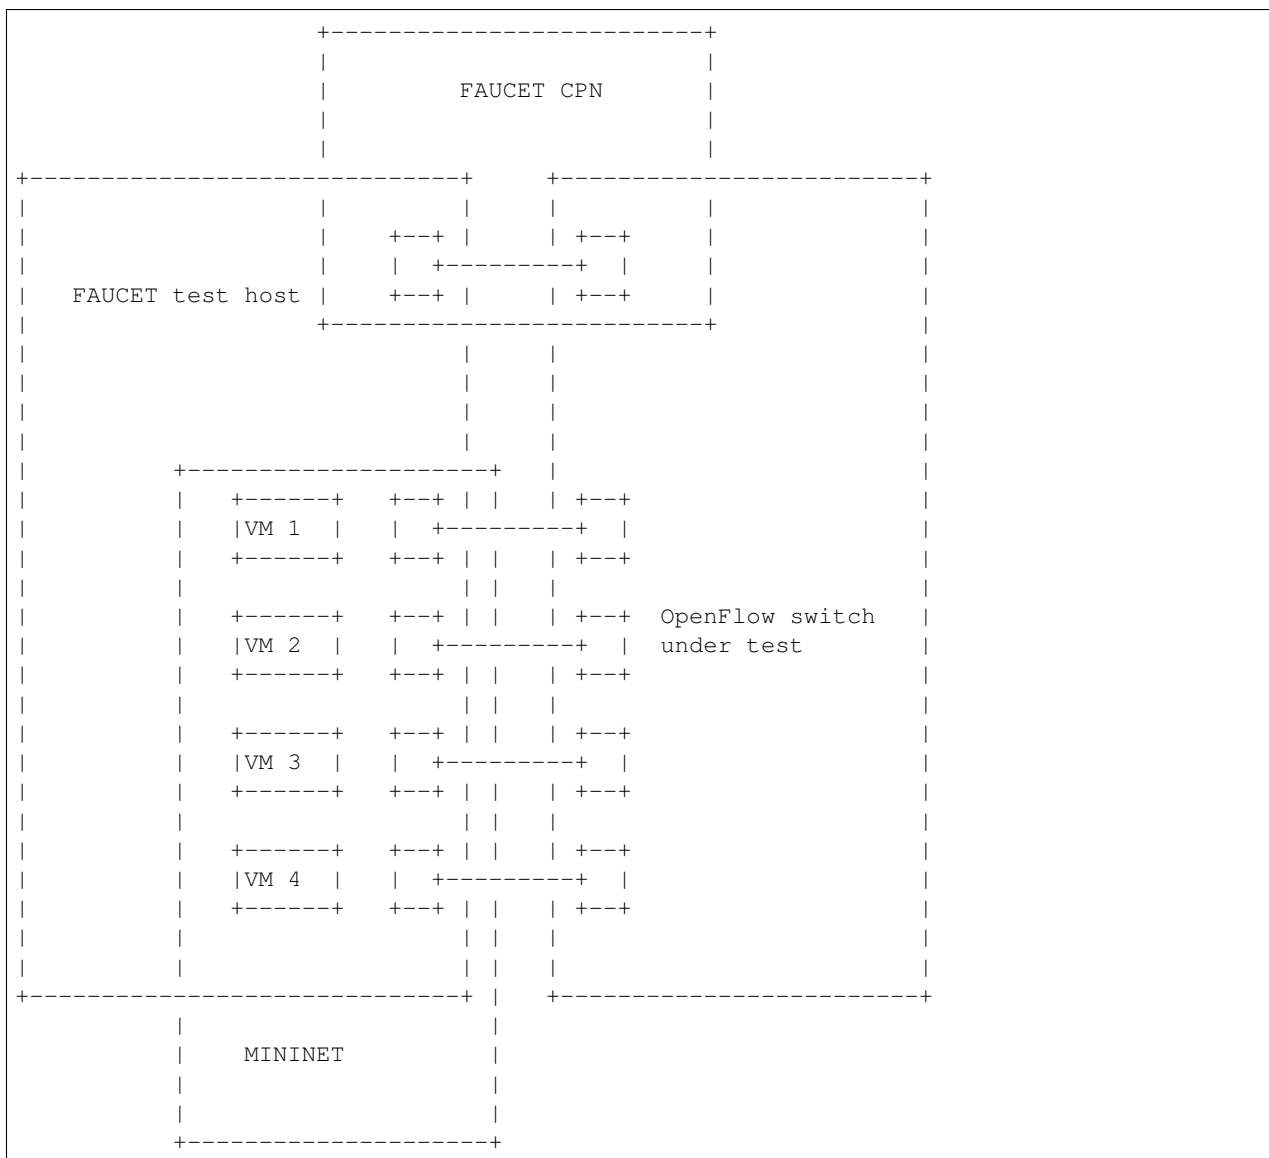 FAUCET CPN
FAUCET test host
VM 1
VM 2
OpenFlow switch
under test
VM 3
VM 4
MININET